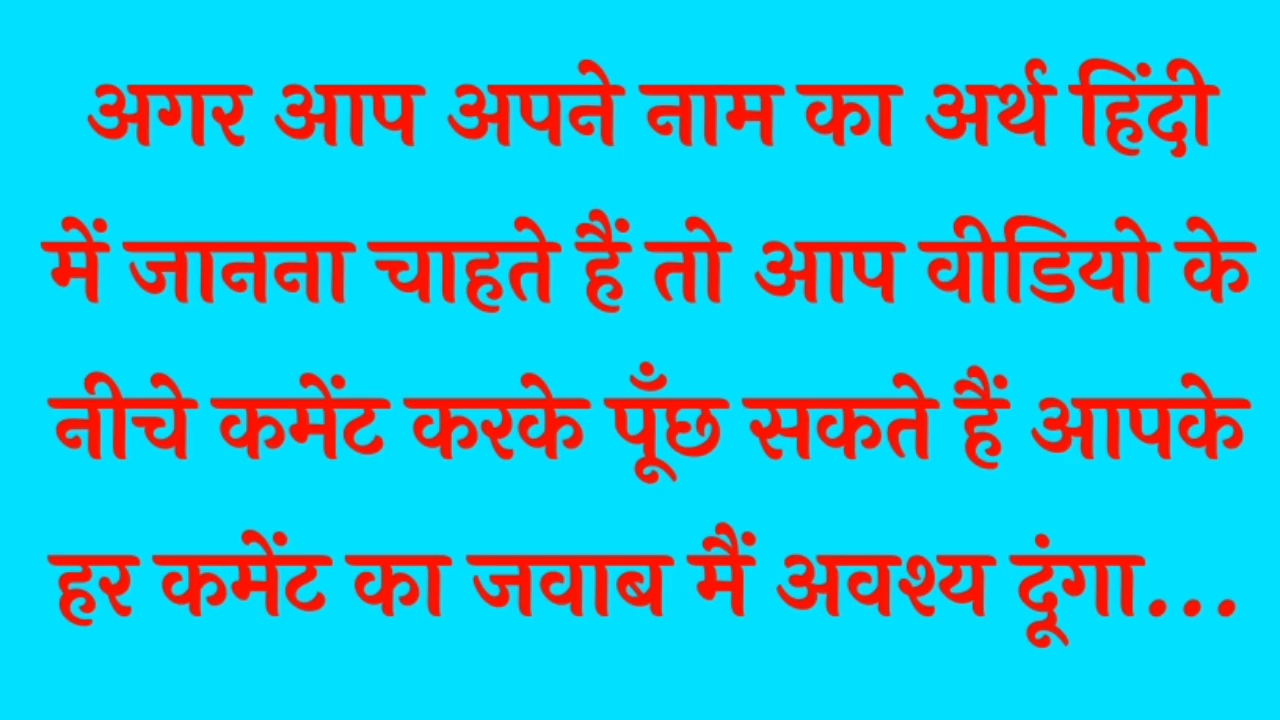 अगर आप अपने नाम का अर्थ हिंदी
में जानना चाहते हैं तो आप वीडियो के
नीचे कमेंट करके पूँछ सकते हैं आपके
हर कमेंट का जवाब मैं अवश्य दूंगा...